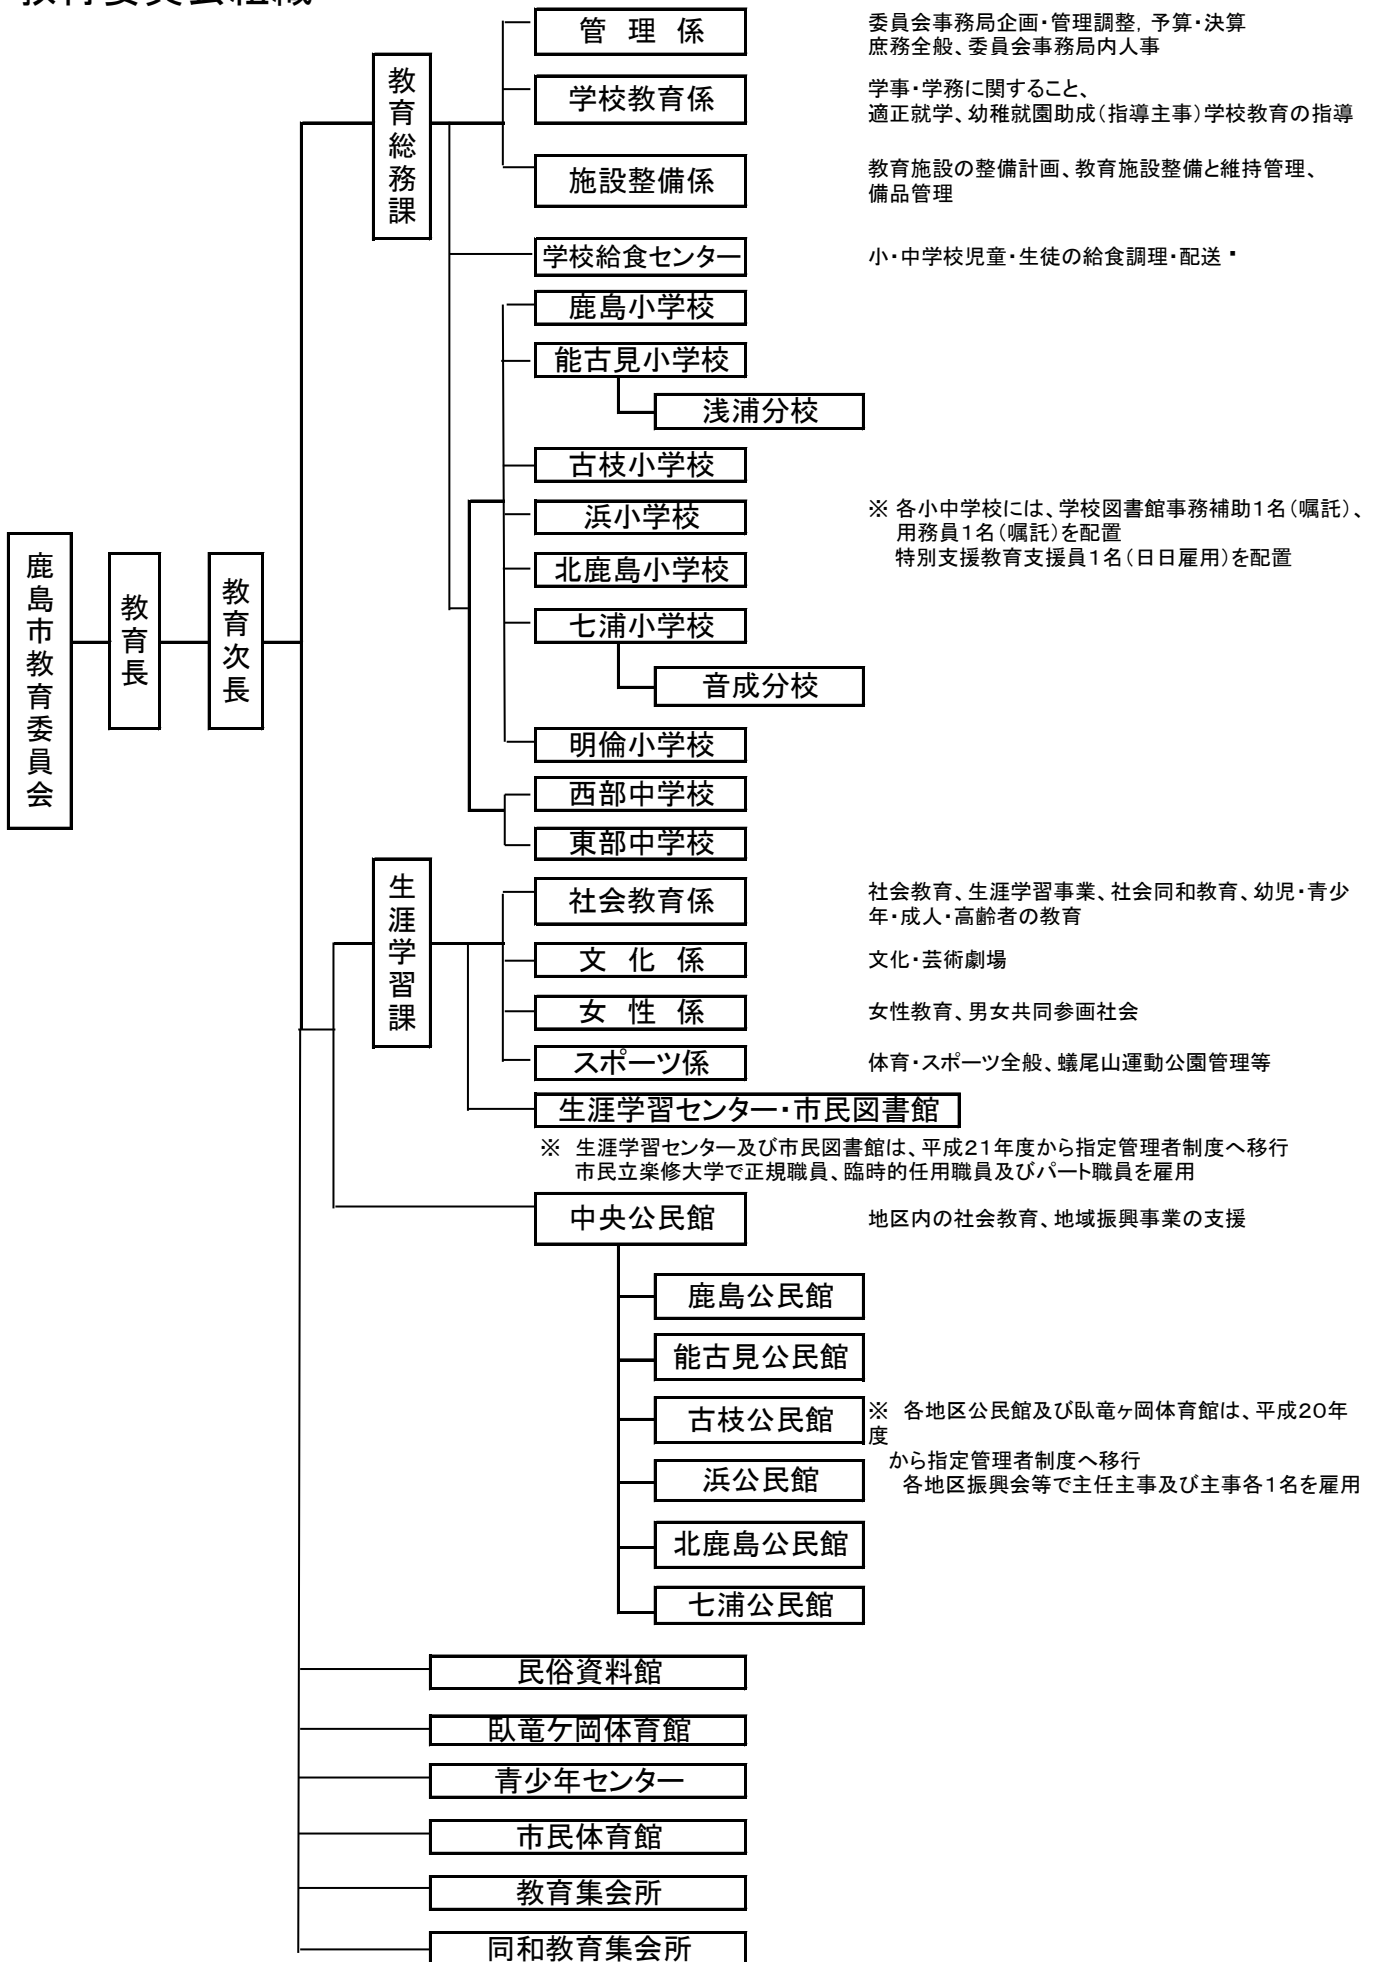 教育委員会組織
管 理 係
委員会事務局企画・管理調整, 予算・決算
庶務全般、委員会事務局内人事
教育総務課
学校教育係
学事・学務に関すること、
適正就学、幼稚就園助成（指導主事）学校教育の指導
施設整備係
教育施設の整備計画、教育施設整備と維持管理、
備品管理
学校給食センター
小・中学校児童・生徒の給食調理・配送・
鹿島小学校
能古見小学校
浅浦分校
古枝小学校
浜小学校
※ 各小中学校には、学校図書館事務補助１名（嘱託）、
用務員１名（嘱託）を配置
特別支援教育支援員１名（日日雇用）を配置
鹿島市教育委員会
教育長
教育次長
北鹿島小学校
七浦小学校
音成分校
明倫小学校
西部中学校
東部中学校
生涯学習課
社会教育係
社会教育、生涯学習事業、社会同和教育、幼児・青少
年・成人・高齢者の教育
文 化 係
文化・芸術劇場
女 性 係
女性教育、男女共同参画社会
スポーツ係
体育・スポーツ全般、蟻尾山運動公園管理等
生涯学習センター・市民図書館
※ 生涯学習センター及び市民図書館は、平成２１年度から指定管理者制度へ移行
市民立楽修大学で正規職員、臨時的任用職員及びパート職員を雇用
中央公民館
地区内の社会教育、地域振興事業の支援
鹿島公民館
能古見公民館
古枝公民館
※ 各地区公民館及び臥竜ヶ岡体育館は、平成２０年
度
から指定管理者制度へ移行
各地区振興会等で主任主事及び主事各１名を雇用
浜公民館
北鹿島公民館
七浦公民館
民俗資料館
臥竜ケ岡体育館
青少年センター
市民体育館
教育集会所
同和教育集会所